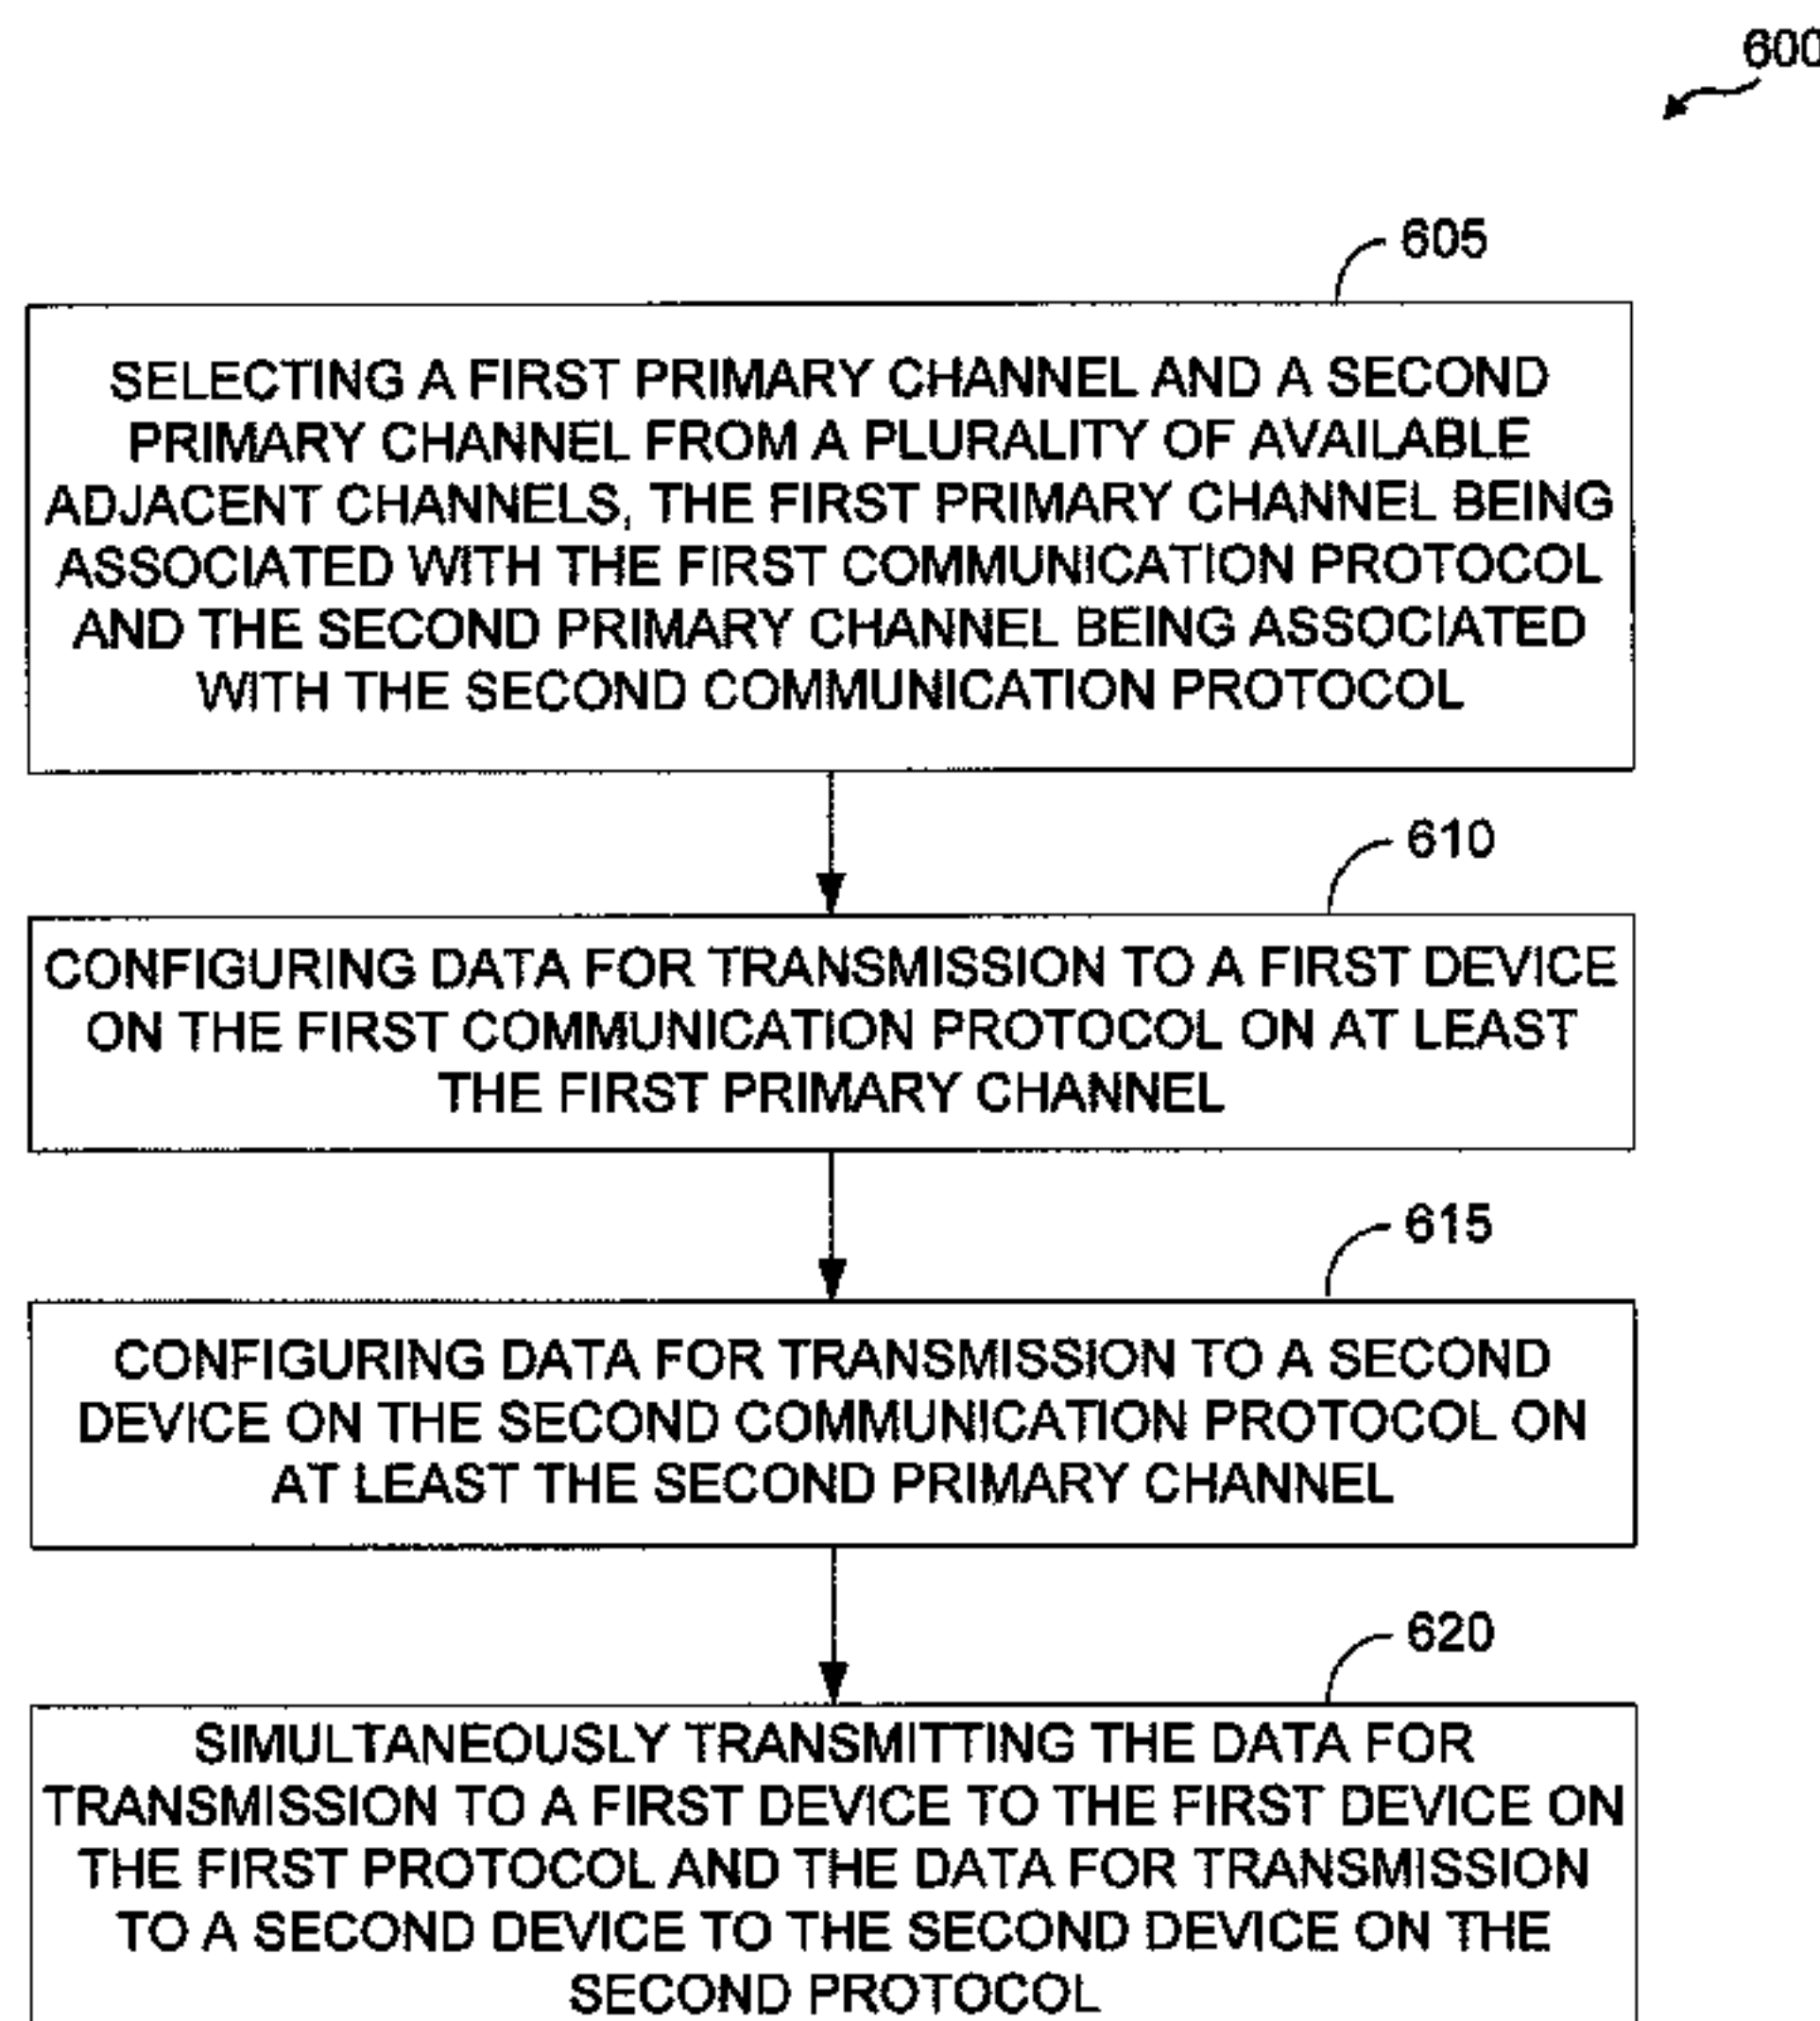 600
605
SELECTING A FIRST PRIMARY CHANNEL AND A SECOND
PRIMARY CHANNEL FROM A PLURALITY OF AVAILABLE
ADJACENT CHANNELS, THE FIRST PRIMARY CHANNEL BEING
ASSOCIATED WITH THE FIRST COMMUNICATION PROTOCOL
AND THE SECOND PRIMARY CHANNEL BEING ASSOCIATED
WITH THE SECOND COMMUNICATION PROTOCOL
610
CONFIGURING DATA FOR TRANSMISSION TO A FIRST DEVICE
ON THE FIRST COMMUNICATION PROTOCOL ON AT LEAST
THE FIRST PRIMARY CHANNEL
615
CONFIGURING DATA FOR TRANSMISSION TO A SECOND
DEVICE ON THE SECOND COMMUNICATION PROTOCOL ON
AT LEAST THE SECOND PRIMARY CHANNEL
620
SIMULTANEOUSLY TRANSMITTING THE DATA FOR
TRANSMISSION TO A FIRST DEVICE TO THE FIRST DEVICE ON
THE FIRST PROTOCOL AND THE DATA FOR TRANSMISSION
TO A SECOND DEVICE TO THE SECOND DEVICE ON THE
SECOND PROTOCOL